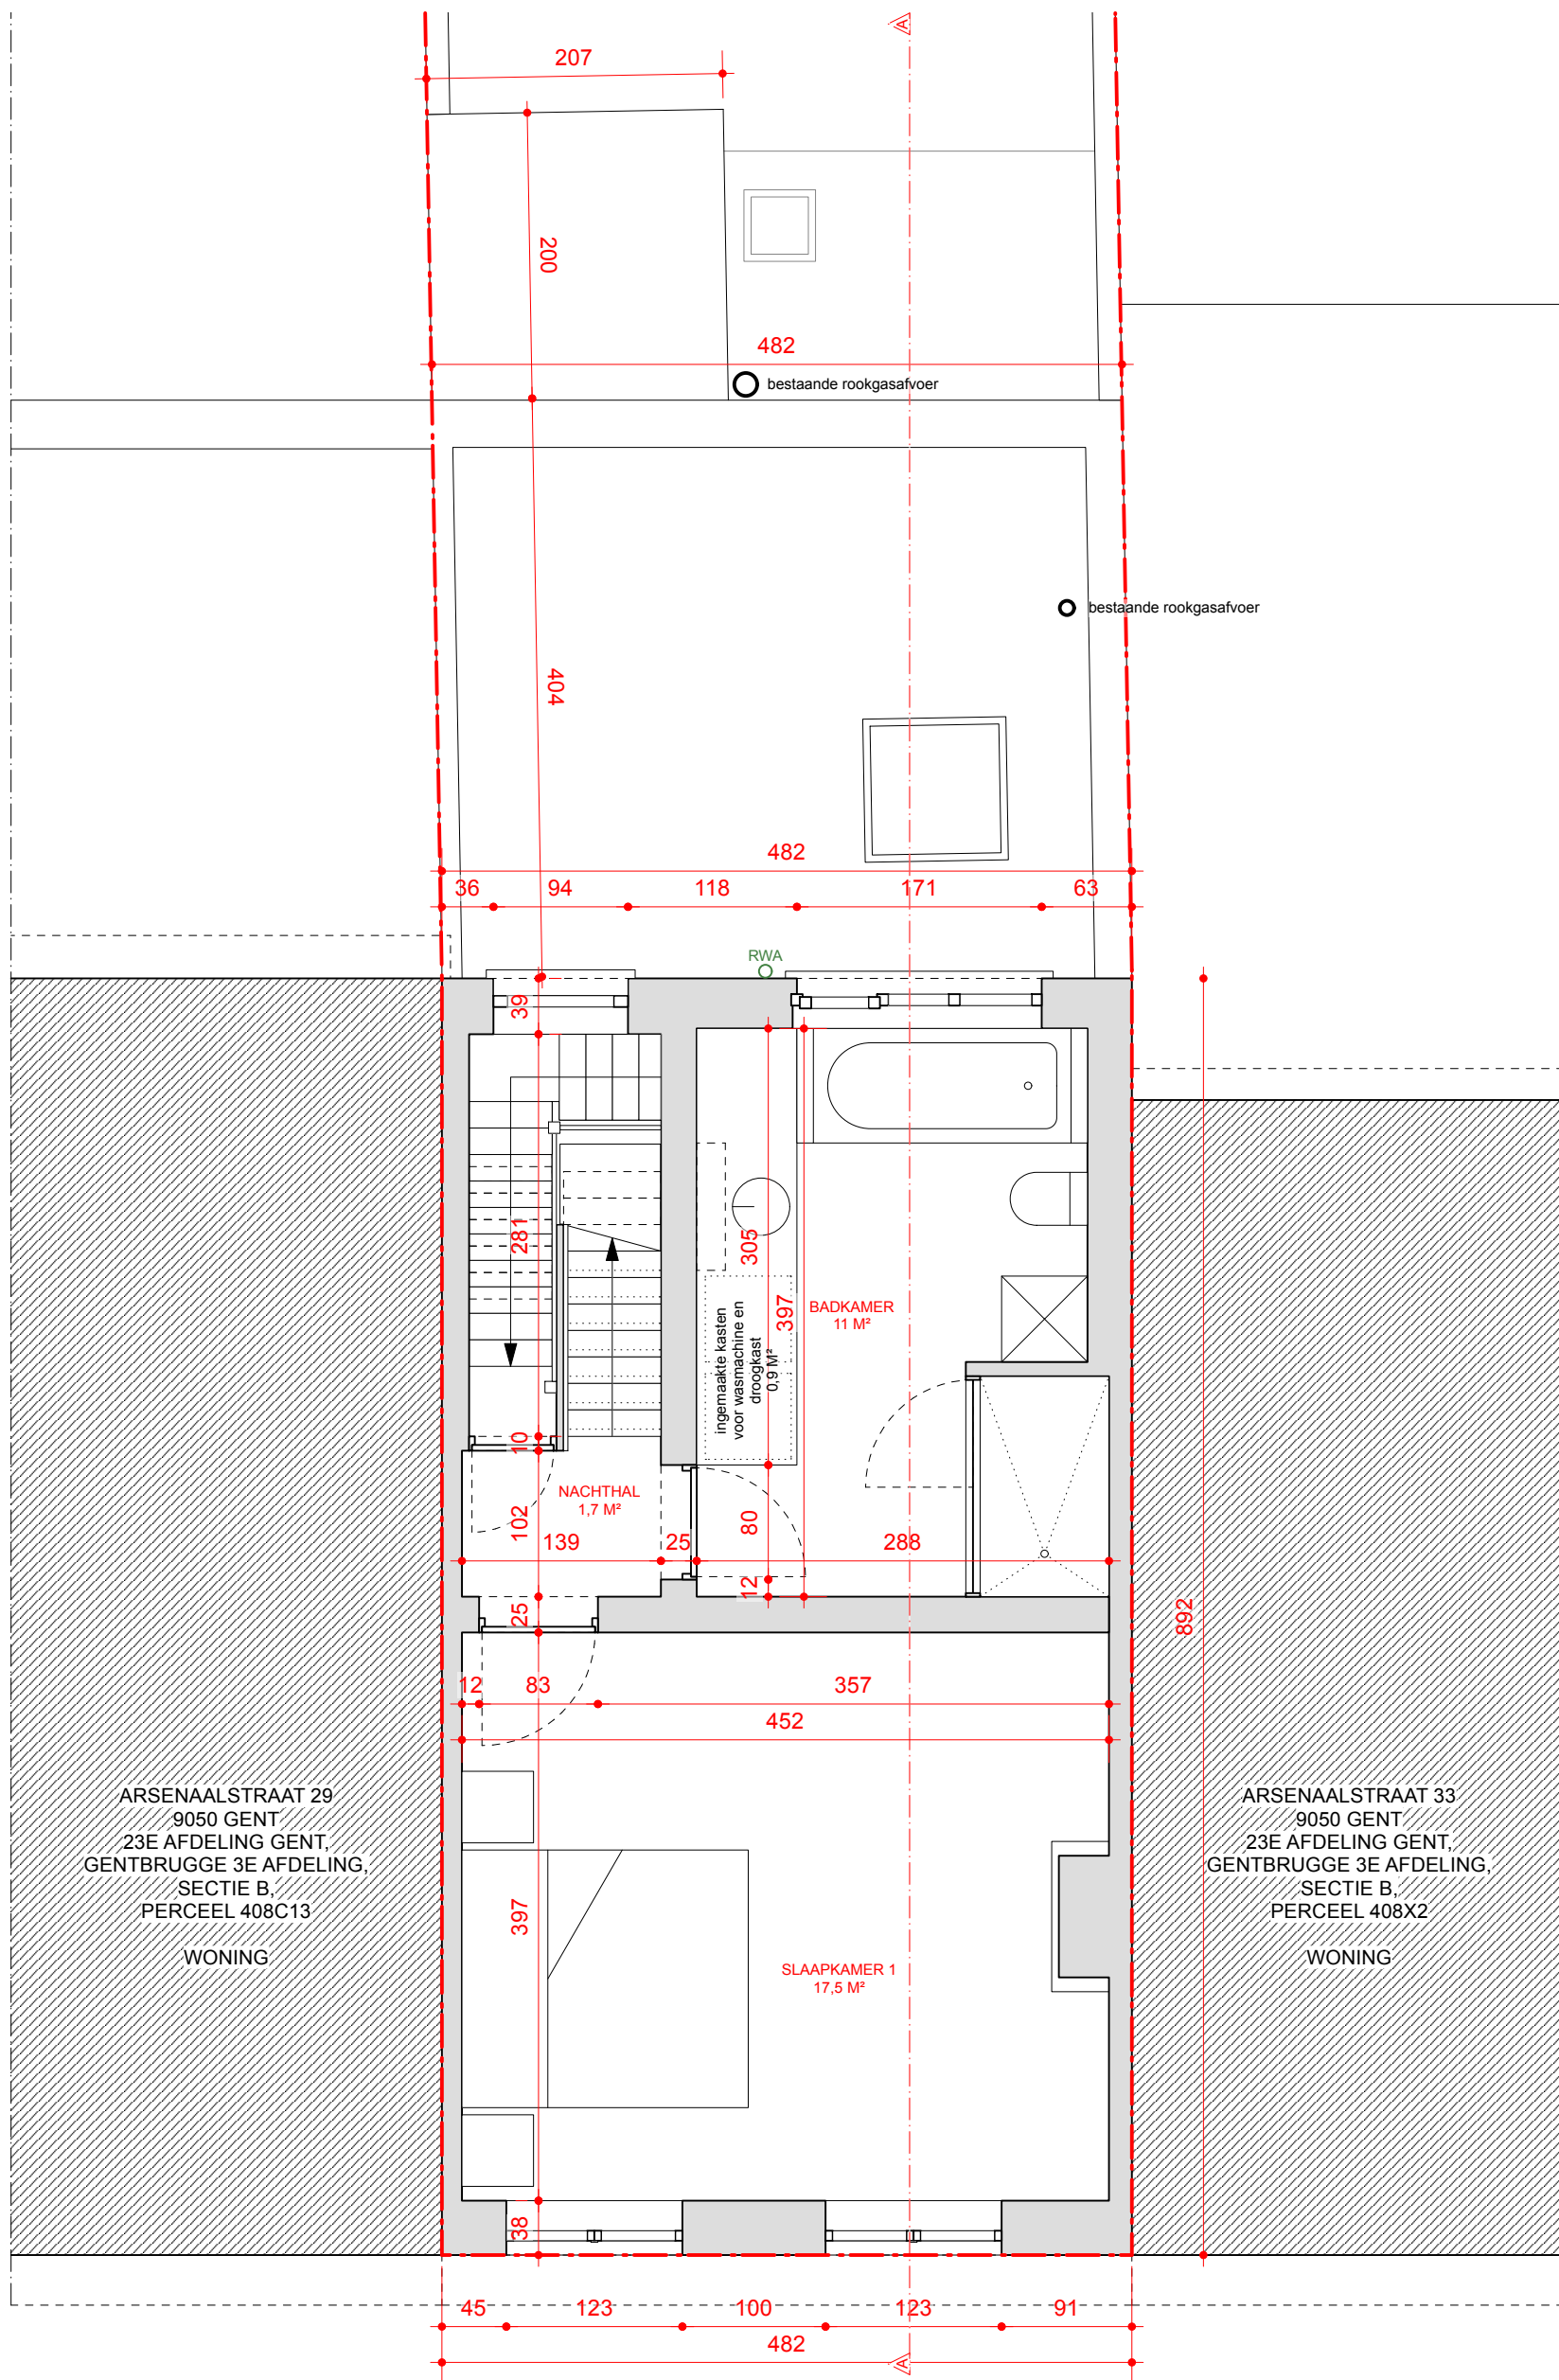 A
207
200
482
bestaande rookgasafvoer
bestaande rookgasafvoer
404
482
36
94
118
171
63
RWA
39
281
305
397
BADKAMER
11 M²
ingemaakte kasten
voor wasmachine en
droogkast
0,9 M²
10
NACHTHAL
1,7 M²
102
139
25
80
288
12
25
892
12
83
357
452
ARSENAALSTRAAT 29
9050 GENT
23E AFDELING GENT,
GENTBRUGGE 3E AFDELING,
SECTIE B,
PERCEEL 408C13
WONING
ARSENAALSTRAAT 33
9050 GENT
23E AFDELING GENT,
GENTBRUGGE 3E AFDELING,
SECTIE B,
PERCEEL 408X2
WONING
397
SLAAPKAMER 1
17,5 M²
38
45
123
100
123
91
482
A